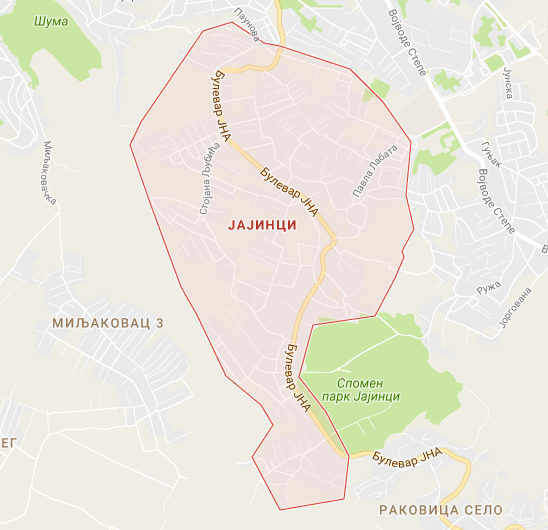 Шума
Паунова
Војводе Степе
Јунска
Гуњак
Миљаковачка
Булевар ЈНА
Стојана Љубића
Павла Лабата
Булевар ЈНА
Војводе Степе
ЈАЈИНЦИ
Ружа
Јоргована
МИЉАКОВАЦ 3
Булевар ЈНА
Спомен
парк Јајинци
ЕГ
Булевар ЈНА
РАКОВИЦА СЕЛО